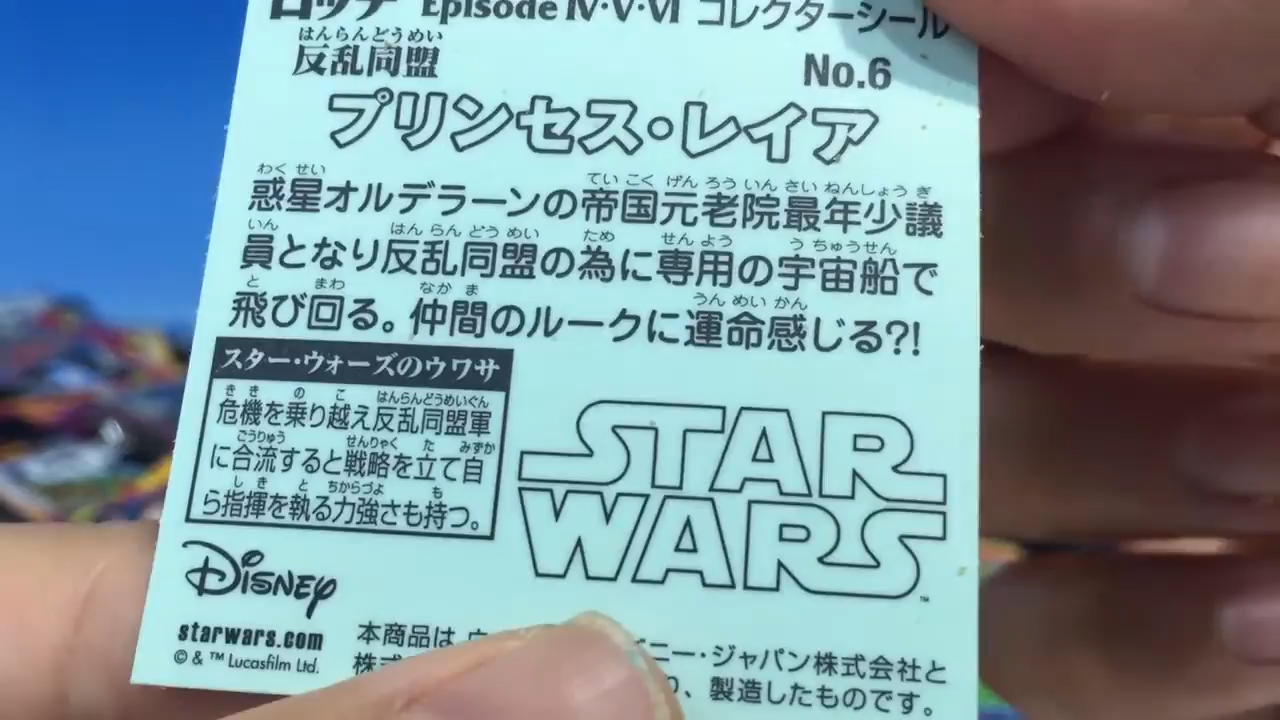 ロッテ Episode IV・V・VI コレクターシール
はんらんどうめい
反乱同盟
No.6
プリンセス・レイア
わくせい ていこくげんろういんさいねんしょうぎ
惑星オルデラーンの帝国元老院最年少議
いん はんらんどうめい ため せんよう うちゅうせん
員となり反乱同盟の為に専用の宇宙船で
と まわ なかま うんめいかん
飛び回る。仲間のルークに運命感じる?!
スター・ウォーズのウワサ
きき の こ はんらんどうめいぐん
危機を乗り越え反乱同盟軍
ごうりゅう せんりゃく た みずか
に合流すると戦略を立て自
しき と ちからづよ も
ら指揮を執る力強さも持つ。
STAR
WARS
™
Disney
starwars.com
© & ™ Lucasfilm Ltd.
本商品は ニー・ジャパン株式会社と
株式 、製造したものです。